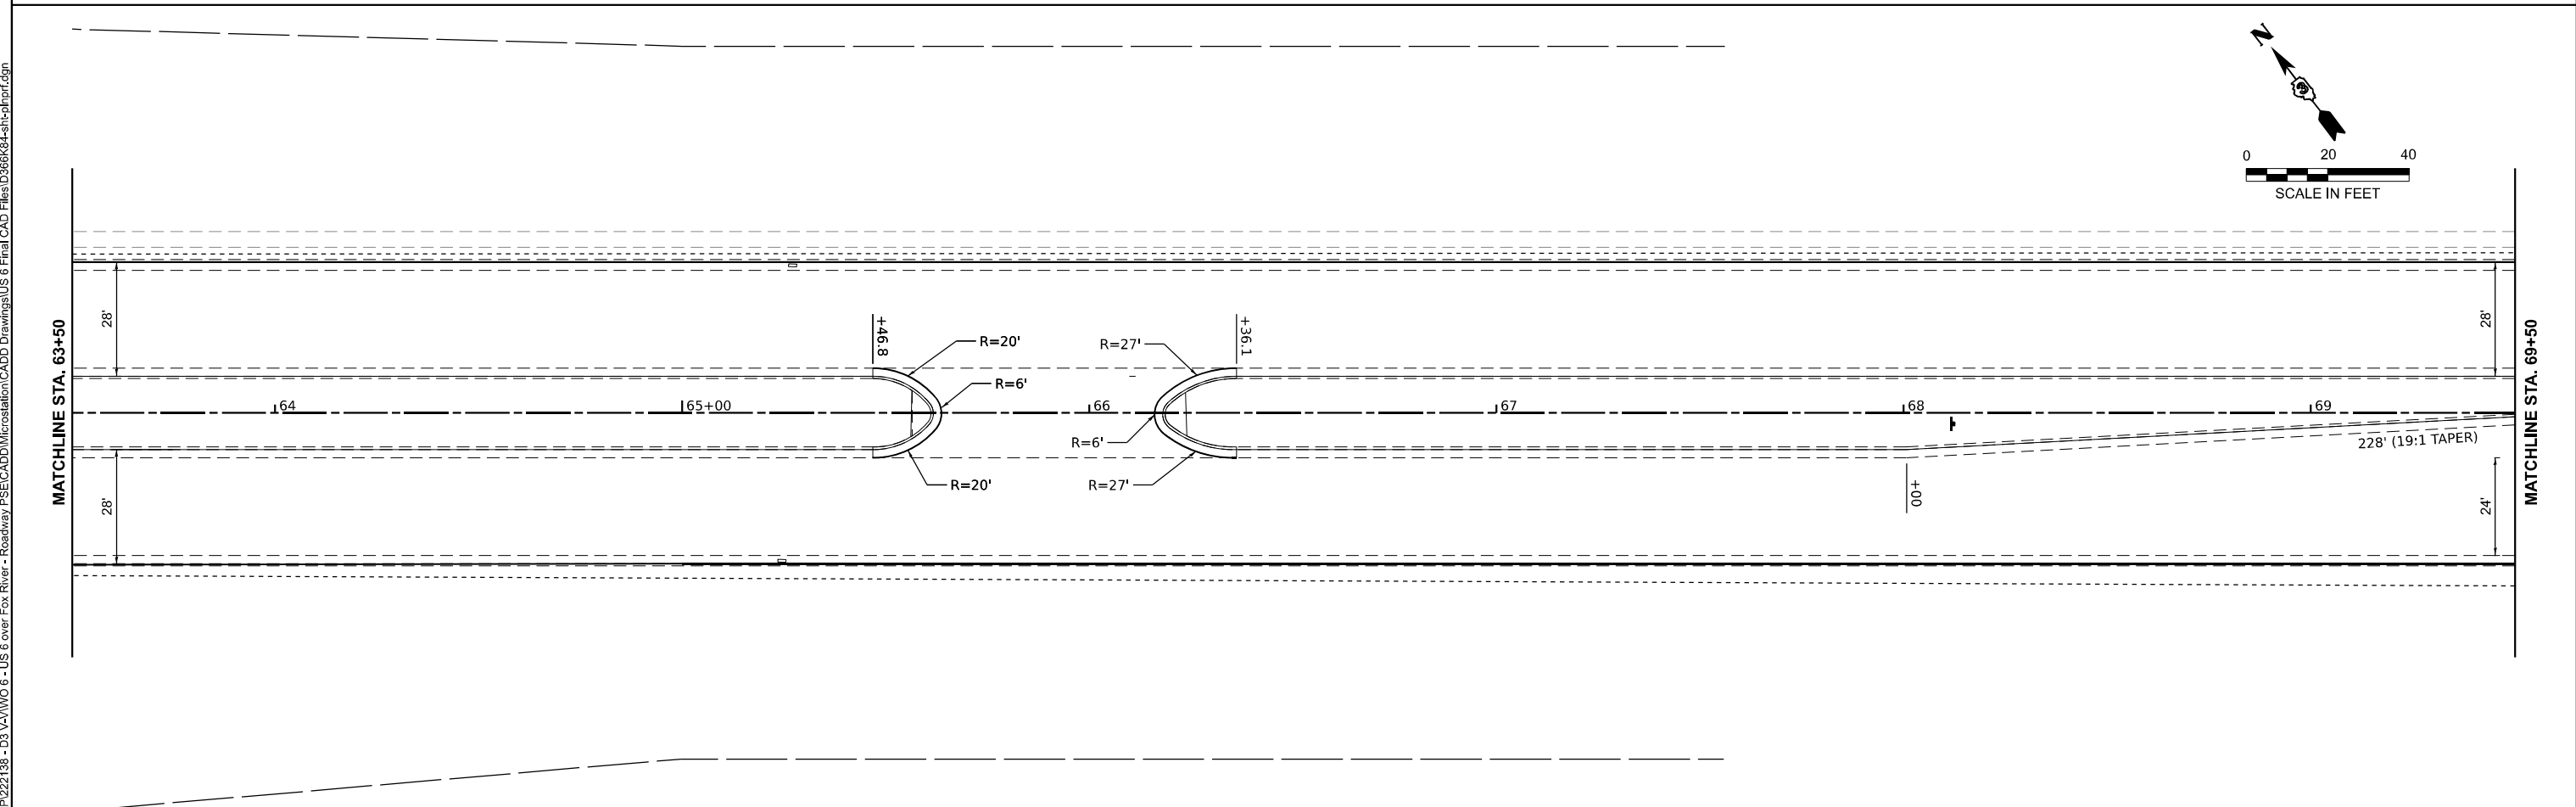 P\222138 - D3 V-V\WO 6 - US 6 over Fox River - Roadway PSE\CADD\Microstation\CADD Drawings\US 6 Final CAD Files\D366K84-sht-plnprf.dgn
N
3
0 20 40
SCALE IN FEET
MATCHLINE STA. 63+50
28'
28'
+46.8
R=20'
R=6'
R=20'
R=27'
+36.1
R=6'
R=27'
64
65+00
66
67
68
69
+00
228' (19:1 TAPER)
28'
24'
MATCHLINE STA. 69+50